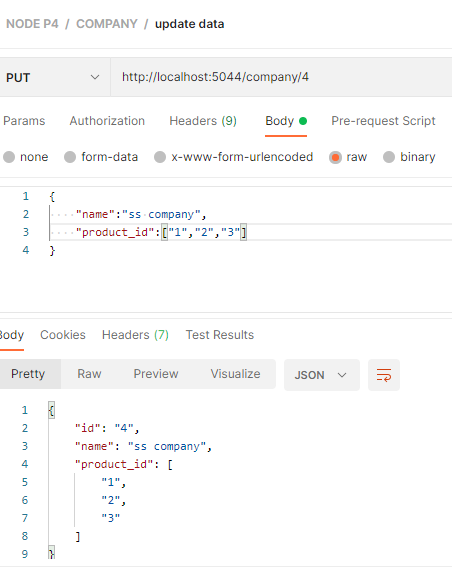 NODE P4 / COMPANY / update data
PUT http://localhost:5044/company/4
Params Authorization Headers (9) Body Pre-request Script
none form-data x-www-form-urlencoded raw binary
1 {
2 "name":"ss company",
3 "product_id":["1","2","3"]
4 }
Body Cookies Headers (7) Test Results
Pretty Raw Preview Visualize JSON
1 {
2 "id": "4",
3 "name": "ss company",
4 "product_id": [
5 "1",
6 "2",
7 "3"
8 ]
9 }